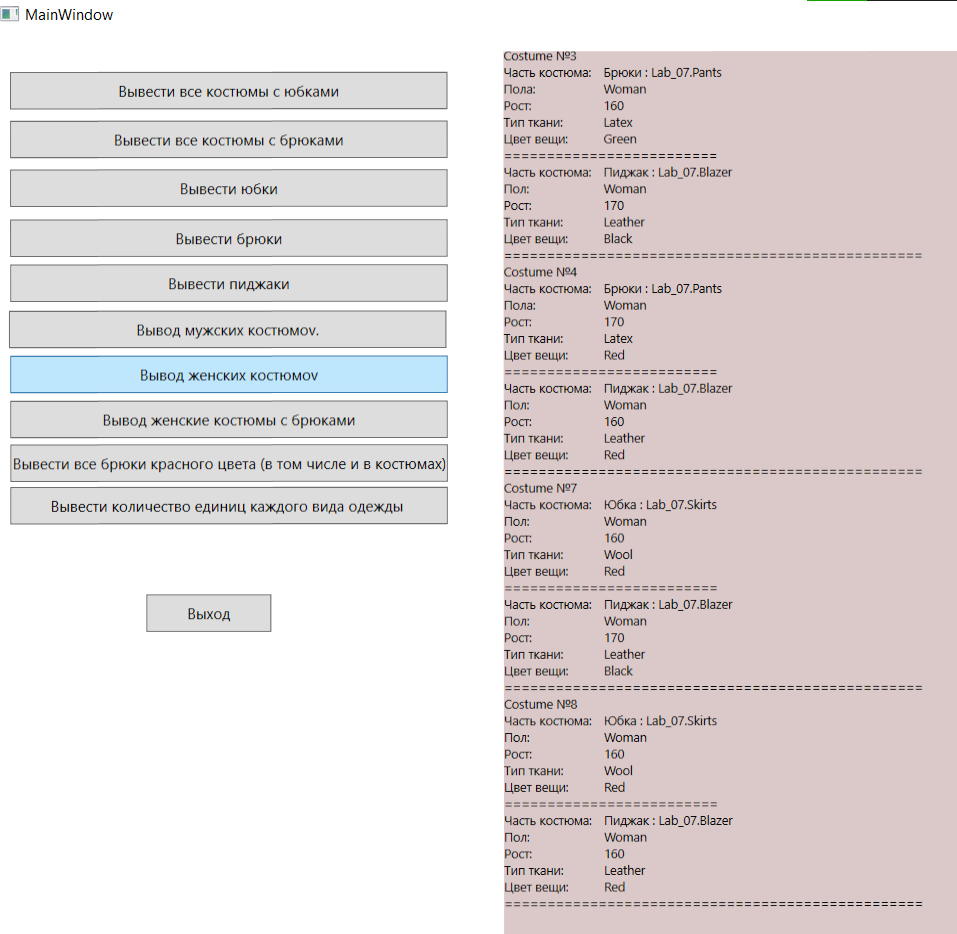 MainWindow
Вывести все костюмы с юбками
Вывести все костюмы с брюками
Вывести юбки
Вывести брюки
Вывести пиджаки
Вывод мужских костюмоv.
Вывод женских костюмоv
Вывод женские костюмы с брюками
Вывести все брюки красного цвета (в том числе и в костюмах)
Вывести количество единиц каждого вида одежды
Выход
Costume №3
Часть костюма: Брюки : Lab_07.Pants
Пола: Woman
Рост: 160
Тип ткани: Latex
Цвет вещи: Green
=========================
Часть костюма: Пиджак : Lab_07.Blazer
Пол: Woman
Рост: 170
Тип ткани: Leather
Цвет вещи: Black
=================================================
Costume №4
Часть костюма: Брюки : Lab_07.Pants
Пола: Woman
Рост: 170
Тип ткани: Latex
Цвет вещи: Red
=========================
Часть костюма: Пиджак : Lab_07.Blazer
Пол: Woman
Рост: 160
Тип ткани: Leather
Цвет вещи: Red
=================================================
Costume №7
Часть костюма: Юбка : Lab_07.Skirts
Пол: Woman
Рост: 160
Тип ткани: Wool
Цвет вещи: Red
=========================
Часть костюма: Пиджак : Lab_07.Blazer
Пол: Woman
Рост: 170
Тип ткани: Leather
Цвет вещи: Black
=================================================
Costume №8
Часть костюма: Юбка : Lab_07.Skirts
Пол: Woman
Рост: 160
Тип ткани: Wool
Цвет вещи: Red
=========================
Часть костюма: Пиджак : Lab_07.Blazer
Пол: Woman
Рост: 160
Тип ткани: Leather
Цвет вещи: Red
=================================================